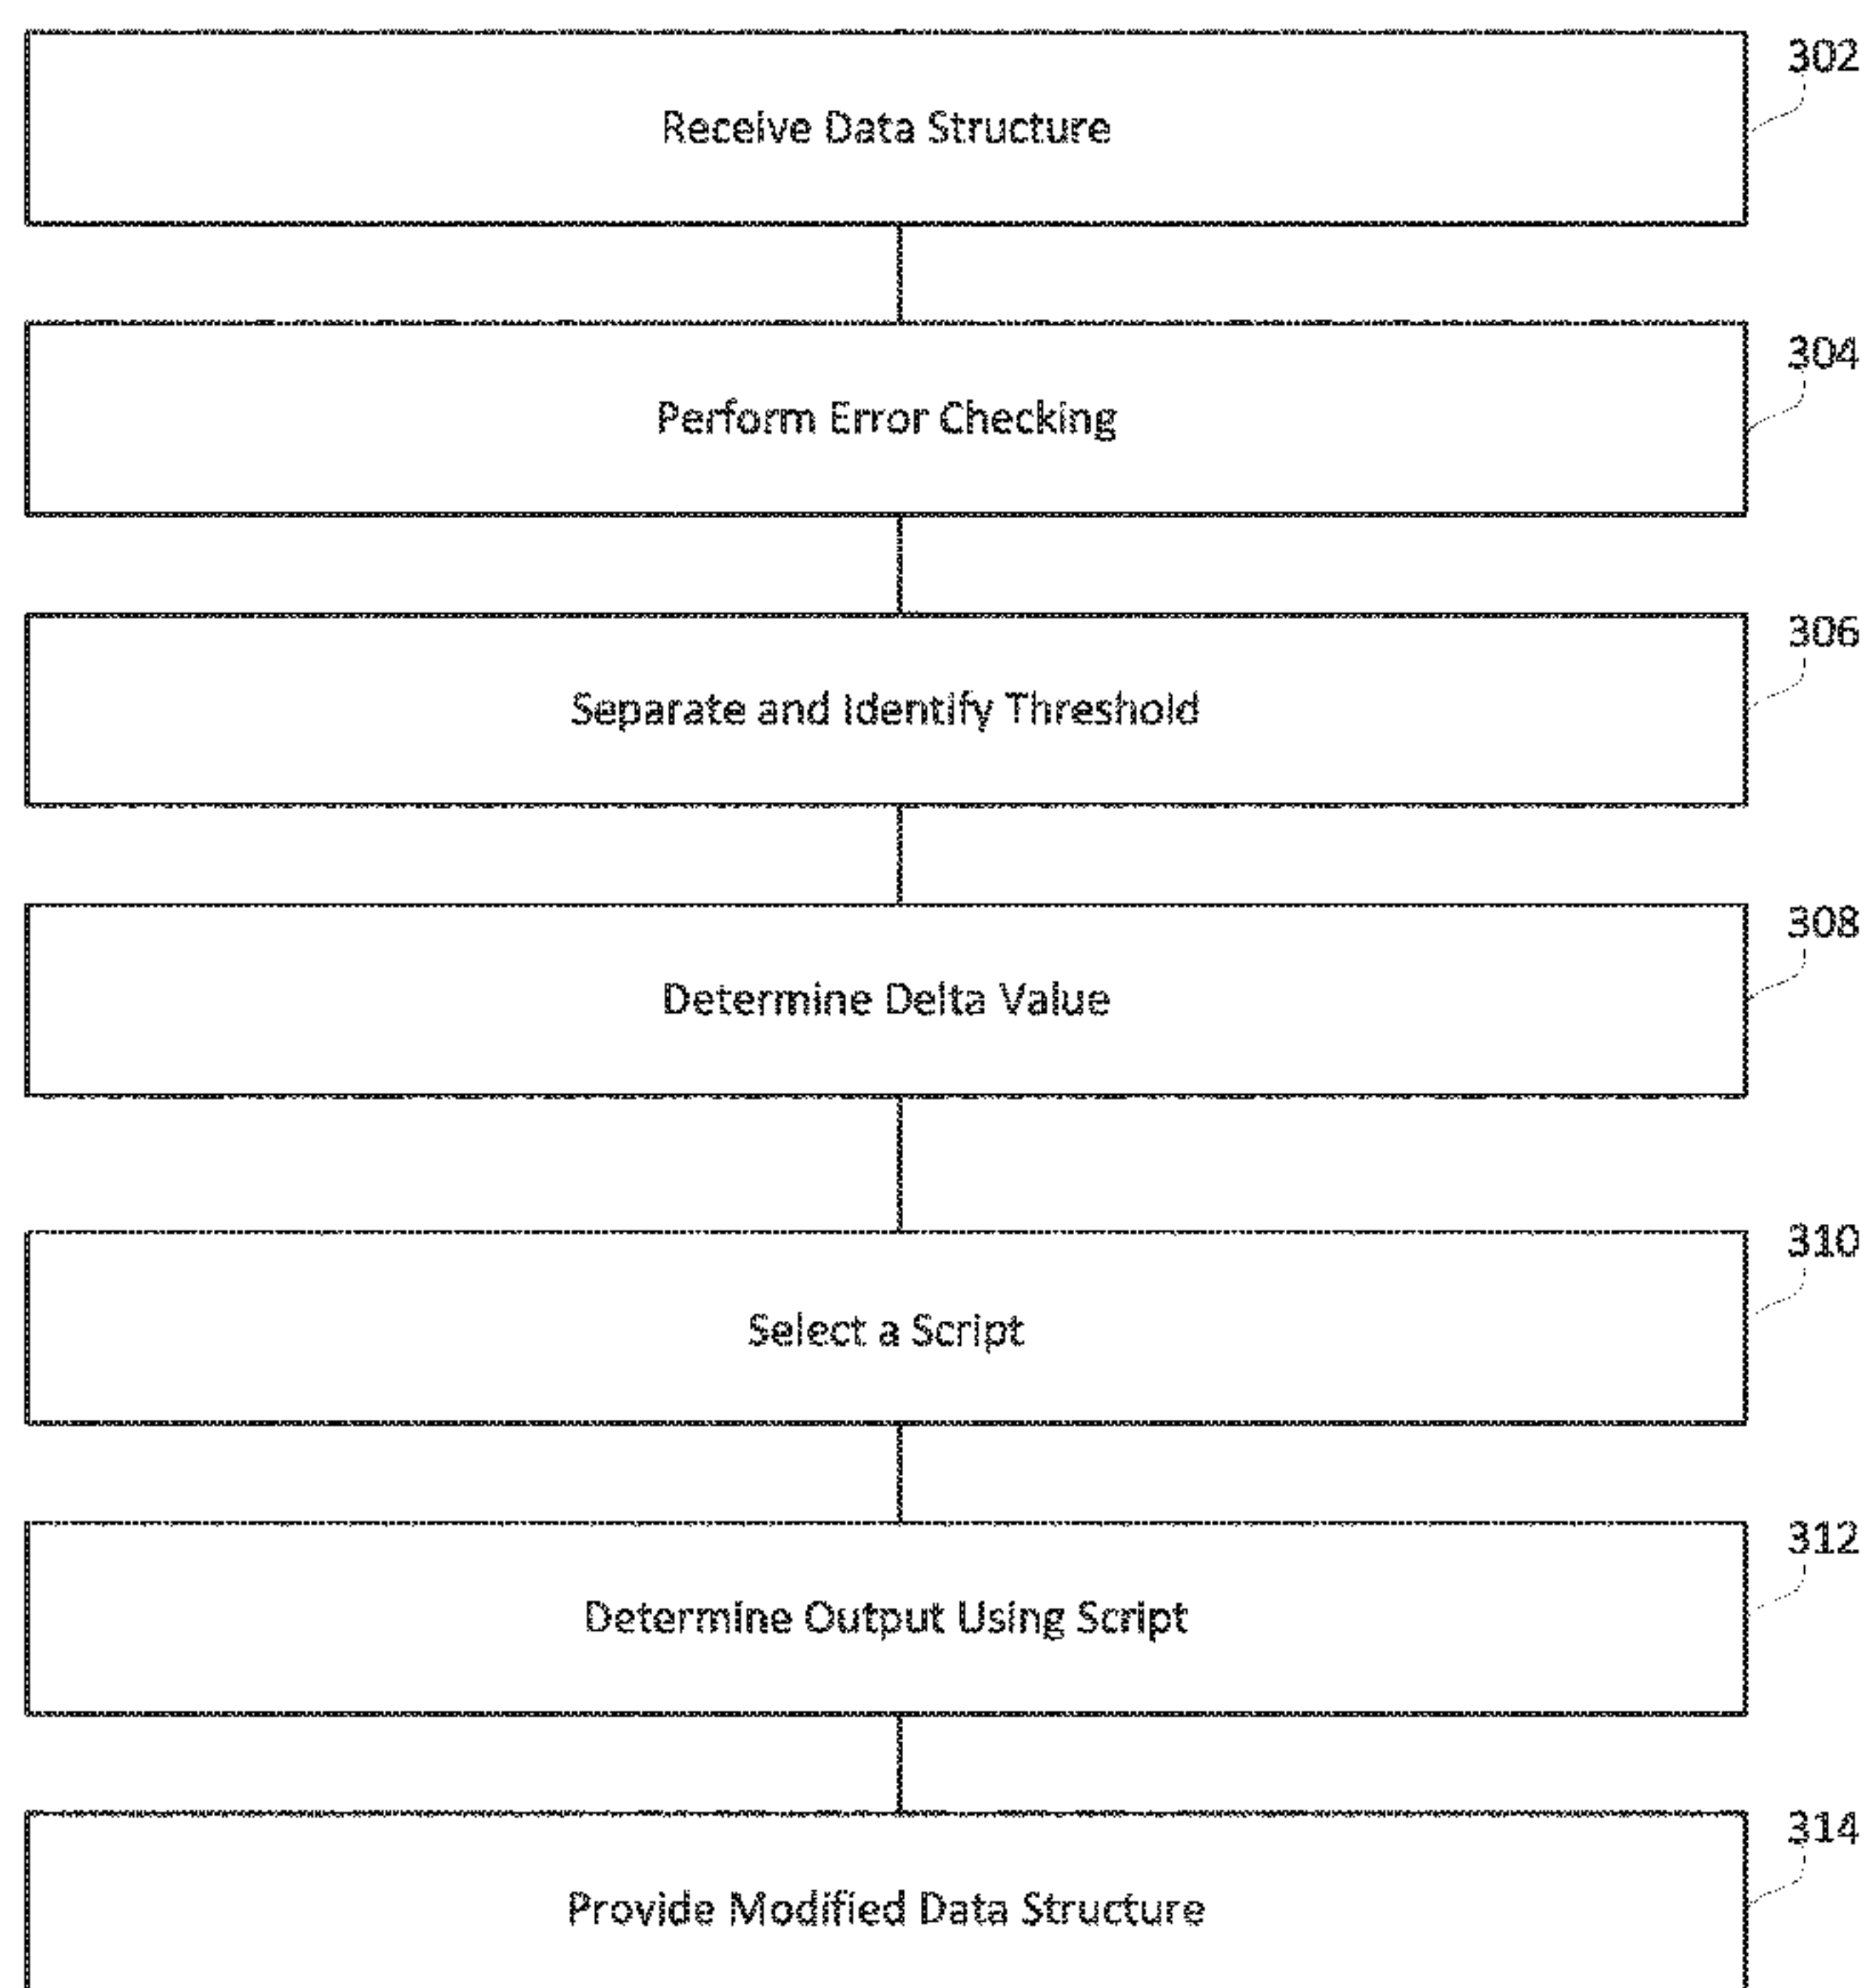 302
Receive Data Structure
304
Perform Error Checking
306
Separate and Identify Threshold
308
Determine Delta Value
310
Select a Script
312
Determine Output Using Script
314
Provide Modified Data Structure